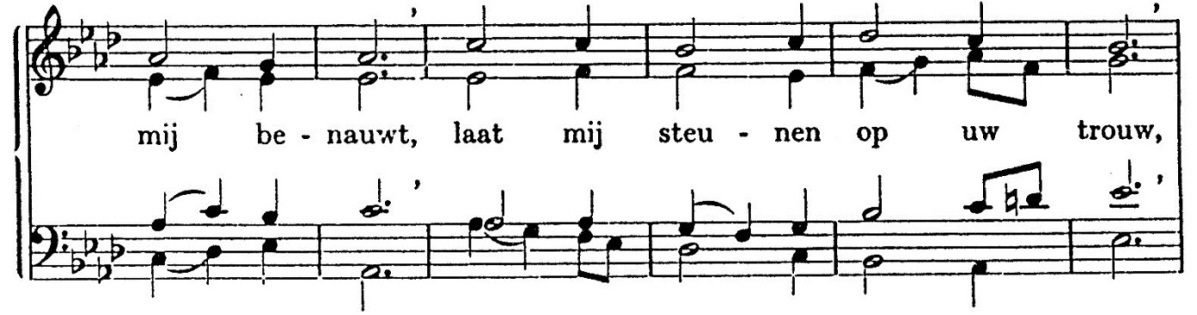 mij be - nauwt, laat mij steu - nen op uw trouw,